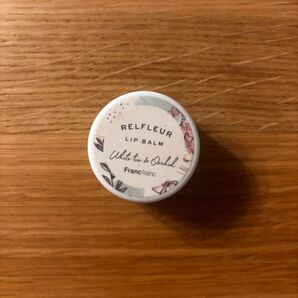 RELFLEUR
LIP BALM
White tea & Orchid
Francfranc